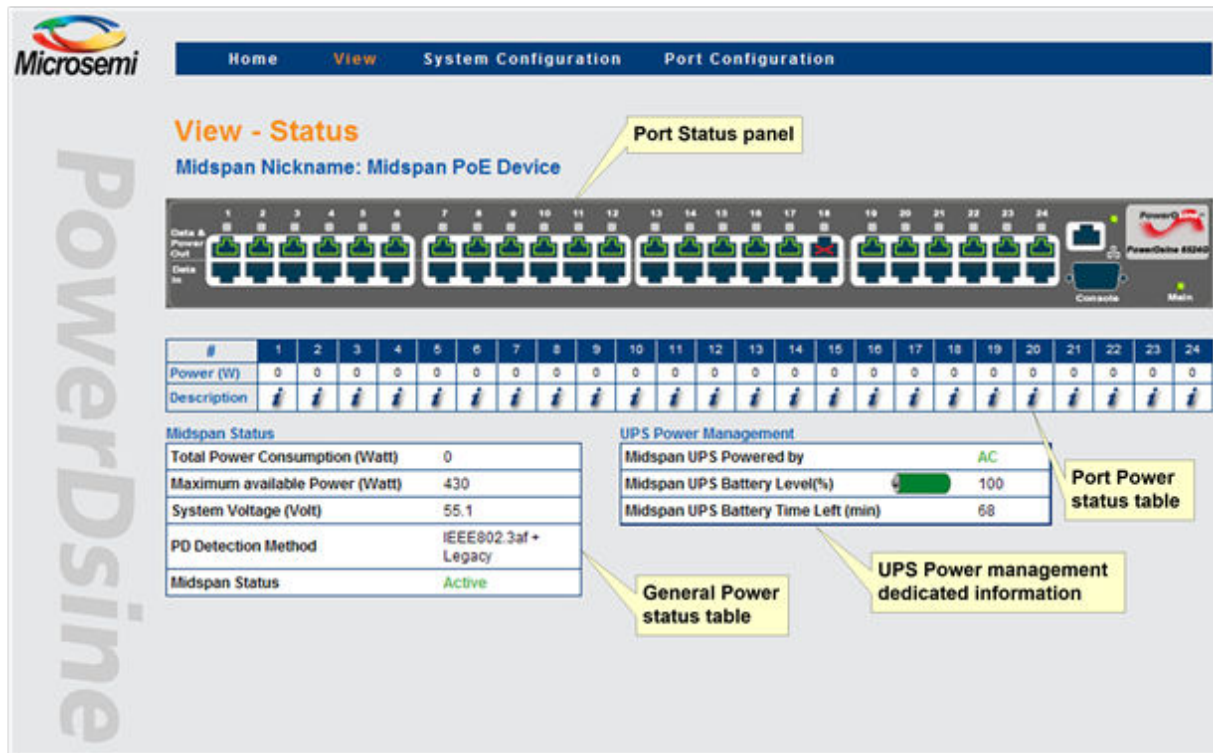 Microsemi
Home View System Configuration Port Configuration
View - Status
Port Status panel
Midspan Nickname: Midspan PoE Device
1 2 3 4 5 6 7 8 9 10 11 12 13 14 15 16 17 18 19 20 21 22 23 24
Data &
Power
Out
Data
In
Console
Main
# 1 2 3 4 5 6 7 8 9 10 11 12 13 14 15 16 17 18 19 20 21 22 23 24
Power (W) 0 0 0 0 0 0 0 0 0 0 0 0 0 0 0 0 0 0 0 0 0 0 0 0
Description i i i i i i i i i i i i i i i i i i i i i i i i
Midspan Status
Total Power Consumption (Watt) 0
Maximum available Power (Watt) 430
System Voltage (Volt) 55.1
PD Detection Method IEEE802.3af +
Legacy
Midspan Status Active
UPS Power Management
Midspan UPS Powered by AC
Midspan UPS Battery Level(%) 100
Midspan UPS Battery Time Left (min) 68
Port Power
status table
UPS Power management
dedicated information
General Power
status table
PowerDsine